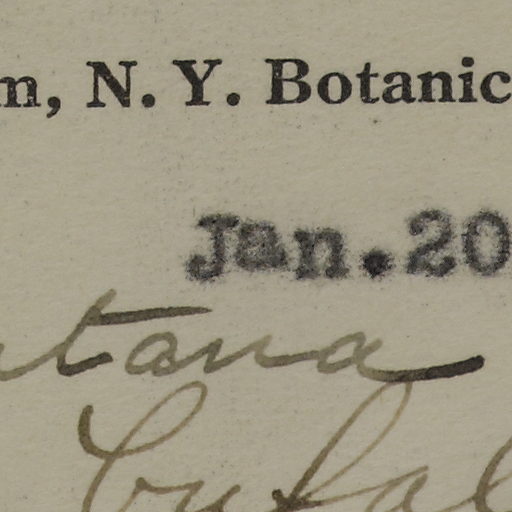 m, N. Y. Botanic
Jan. 20
tana